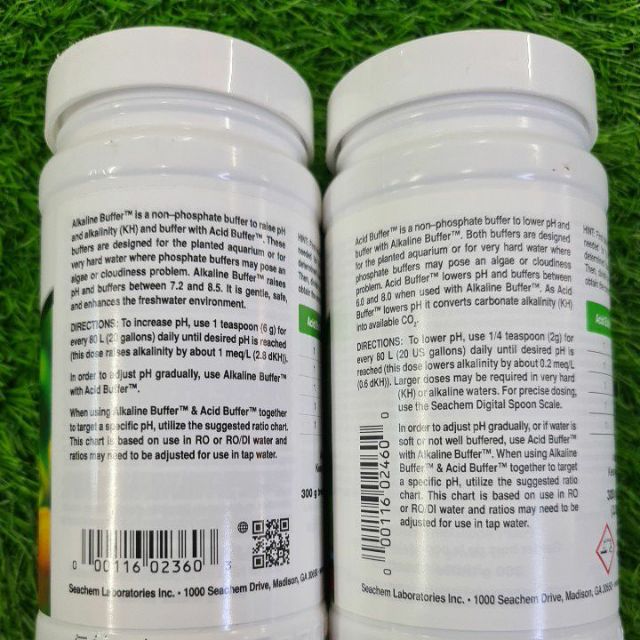 Alkaline Buffer™ is a non–phosphate buffer to raise pH
and alkalinity (KH) and buffer with Acid Buffer™. These
buffers are designed for the planted aquarium or for
very hard water where phosphate buffers may pose an
algae or cloudiness problem. Alkaline Buffer™ raises
pH and buffers between 7.2 and 8.5. It is gentle, safe,
and enhances the freshwater environment.
DIRECTIONS: To increase pH, use 1 teaspoon (6 g) for
every 80 L (20 gallons) daily until desired pH is reached
(this dose raises alkalinity by about 1 meq/L (2.8 dKH)).
In order to adjust pH gradually, use Alkaline Buffer™
with Acid Buffer™.
When using Alkaline Buffer™ & Acid Buffer™ together
to target a specific pH, utilize the suggested ratio chart.
This chart is based on use in RO or RO/DI water and
ratios may need to be adjusted for use in tap water.
0 00116 02360 3
Seachem Laboratories Inc. • 1000 Seachem Drive, Madison, GA 30650
300 g
Acid Buffer™ is a non–phosphate buffer to lower pH and
buffer with Alkaline Buffer™. Both buffers are designed
for the planted aquarium or for very hard water where
phosphate buffers may pose an algae or cloudiness
problem. Acid Buffer™ lowers pH and buffers between
6.0 and 8.0 when used with Alkaline Buffer™. As Acid
Buffer™ lowers pH it converts carbonate alkalinity (KH)
into available CO2.
DIRECTIONS: To lower pH, use 1/4 teaspoon (2g) for
every 80 L (20 US gallons) daily until desired pH is
reached (this dose lowers alkalinity by about 0.2 meq/L
(0.6 dKH)). Larger doses may be required in very hard
(KH) or alkaline waters. For precise dosing,
use the Seachem Digital Spoon Scale.
In order to adjust pH gradually, or if water is
soft or not well buffered, use Acid Buffer™
with Alkaline Buffer™. When using Alkaline
Buffer™ & Acid Buffer™ together to target
a specific pH, utilize the suggested ratio
chart. This chart is based on use in RO
or RO/DI water and ratios may need to be
adjusted for use in tap water.
0 00116 02460 0
Seachem Laboratories Inc. • 1000 Seachem Drive, Madison, GA 30650